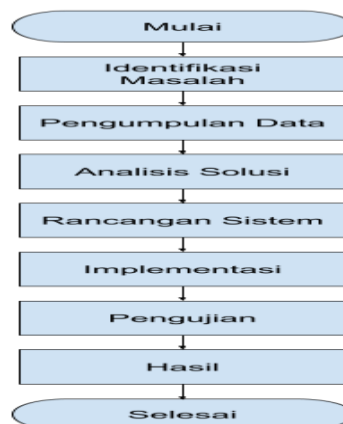 Mulai
Identifikasi
Masalah
Pengumpulan Data
Analisis Solusi
Rancangan Sistem
Implementasi
Pengujian
Hasil
Selesai